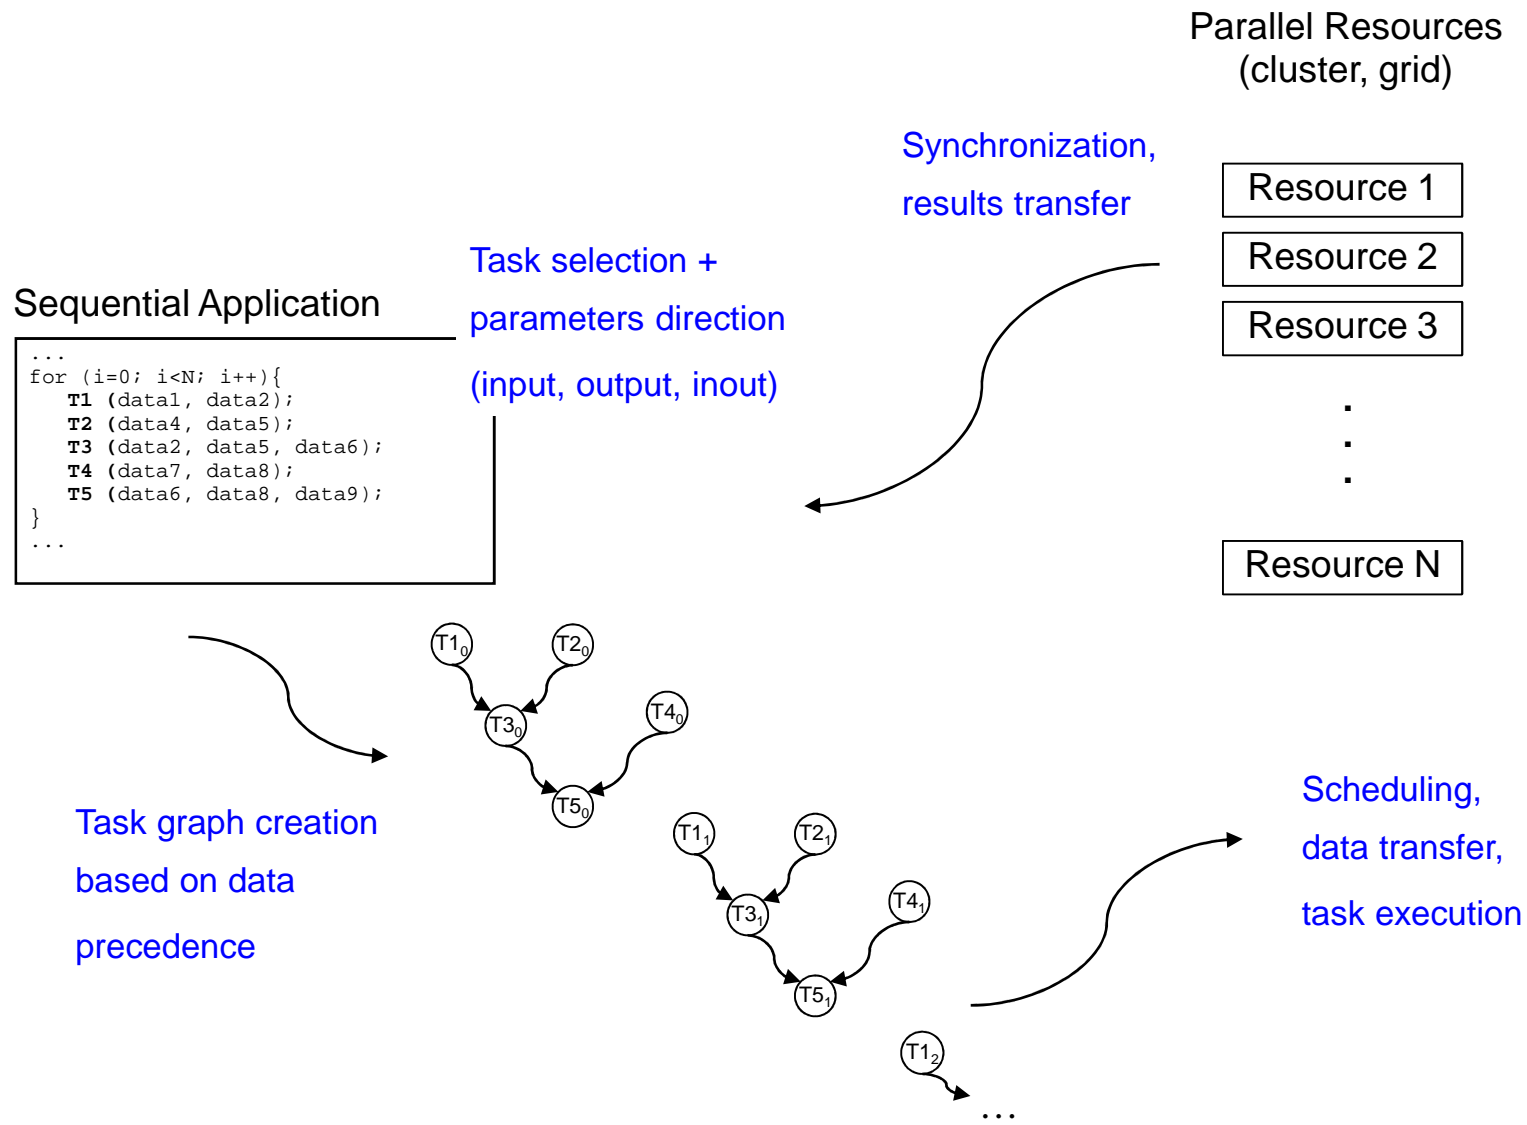 Parallel Resources
(cluster, grid)
Synchronization,
results transfer
Resource 1
Resource 2
Resource 3
.
.
.
Resource N
Task selection +
parameters direction
(input, output, inout)
Sequential Application
...
for (i=0; i<N; i++){
T1 (data1, data2);
T2 (data4, data5);
T3 (data2, data5, data6);
T4 (data7, data8);
T5 (data6, data8, data9);
}
...
T1₀
T2₀
T3₀
T4₀
T5₀
Task graph creation
based on data
precedence
T1₁
T2₁
T3₁
T4₁
T5₁
T1₂
...
Scheduling,
data transfer,
task execution